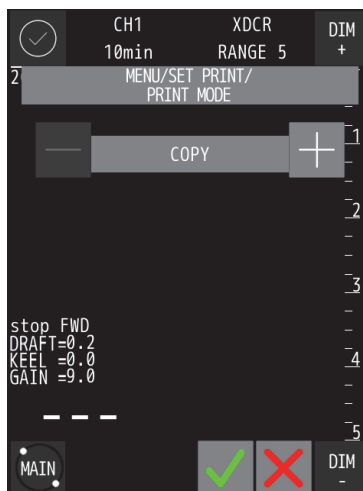 CH1 XDCR DIM
10min RANGE 5 +
2
MENU/SET PRINT/
PRINT MODE
1
— COPY +
2
3
stop FWD
DRAFT=0.2
KEEL =0.0
4
GAIN =9.0
– – –
5
MAIN DIM
-